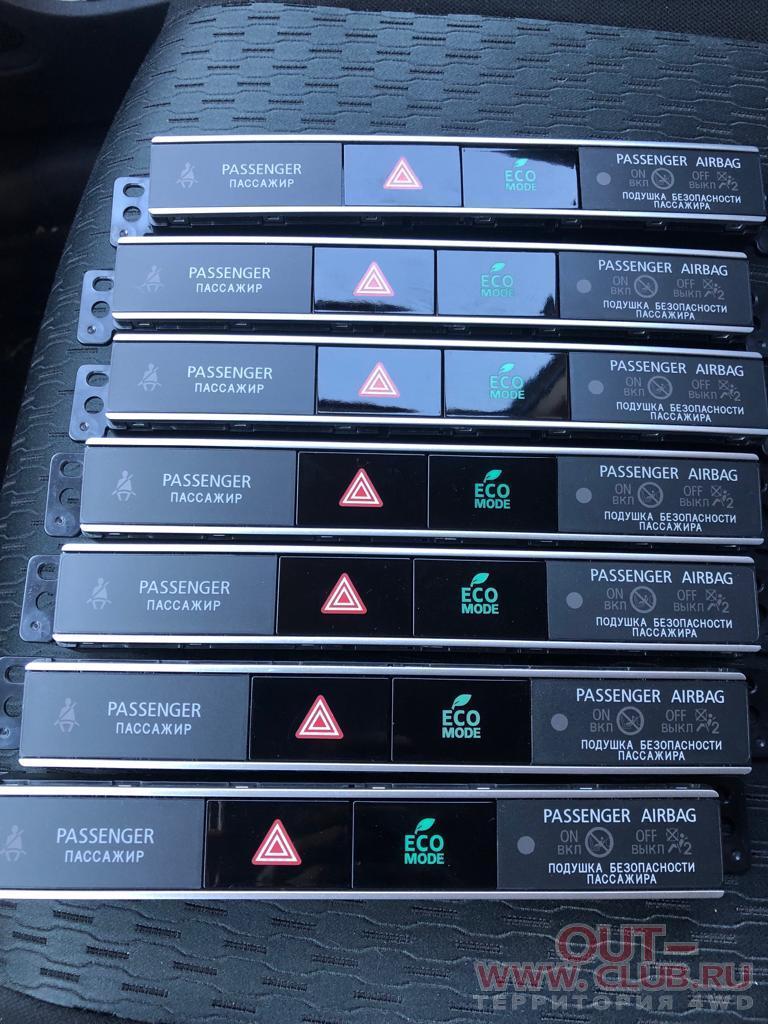 PASSENGER
ПАССАЖИР
ECO
MODE
PASSENGER AIRBAG
ON OFF
ВКЛ ВЫКЛ 2
ПОДУШКА БЕЗОПАСНОСТИ
ПАССАЖИРА
PASSENGER
ПАССАЖИР
ECO
MODE
PASSENGER AIRBAG
ON OFF
ВКЛ ВЫКЛ 2
ПОДУШКА БЕЗОПАСНОСТИ
ПАССАЖИРА
PASSENGER
ПАССАЖИР
ECO
MODE
PASSENGER AIRBAG
ON OFF
ВКЛ ВЫКЛ 2
ПОДУШКА БЕЗОПАСНОСТИ
ПАССАЖИРА
PASSENGER
ПАССАЖИР
ECO
MODE
PASSENGER AIRBAG
ON OFF
ВКЛ ВЫКЛ 2
ПОДУШКА БЕЗОПАСНОСТИ
ПАССАЖИРА
PASSENGER
ПАССАЖИР
ECO
MODE
PASSENGER AIRBAG
ON OFF
ВКЛ ВЫКЛ 2
ПОДУШКА БЕЗОПАСНОСТИ
ПАССАЖИРА
PASSENGER
ПАССАЖИР
ECO
MODE
PASSENGER AIRBAG
ON OFF
ВКЛ ВЫКЛ 2
ПОДУШКА БЕЗОПАСНОСТИ
ПАССАЖИРА
PASSENGER
ПАССАЖИР
ECO
MODE
PASSENGER AIRBAG
ON OFF
ВКЛ ВЫКЛ 2
ПОДУШКА БЕЗОПАСНОСТИ
ПАССАЖИРА
OUT-
WWW.CLUB.RU
ТЕРРИТОРИЯ 4WD